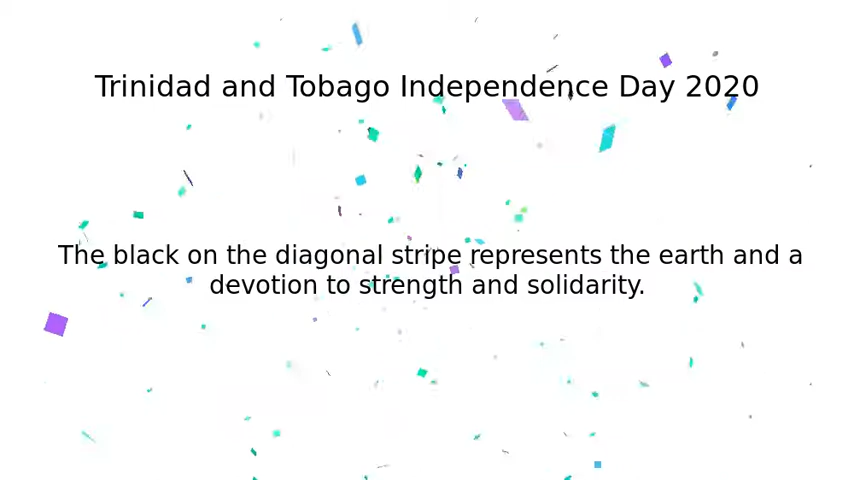 Trinidad and Tobago Independence Day 2020
The black on the diagonal stripe represents the earth and a
devotion to strength and solidarity.